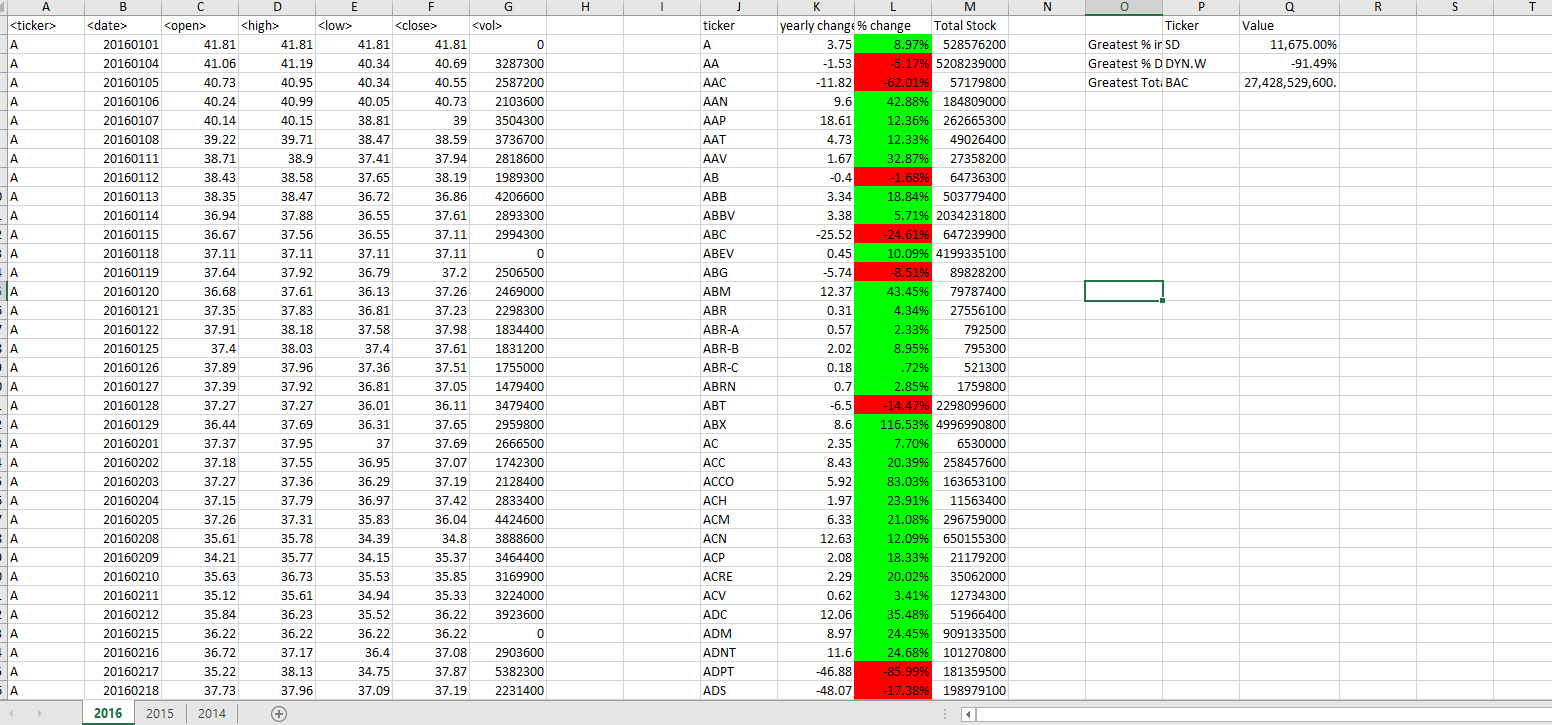 A B C D E F G H I J K L M N O P Q R S T
<ticker> <date> <open> <high> <low> <close> <vol> ticker yearly change % change Total Stock Ticker Value
A 20160101 41.81 41.81 41.81 41.81 0 A 3.75 8.97% 528576200 Greatest % ir SD 11,675.00%
A 20160104 41.06 41.19 40.34 40.69 3287300 AA -1.53 -5.17% 5208239000 Greatest % D DYN.W -91.49%
A 20160105 40.73 40.95 40.34 40.55 2587200 AAC -11.82 -62.01% 57179800 Greatest Tota BAC 27,428,529,600.
A 20160106 40.24 40.99 40.05 40.73 2103600 AAN 9.6 42.88% 184809000
A 20160107 40.14 40.15 38.81 39 3504300 AAP 18.61 12.36% 262665300
A 20160108 39.22 39.71 38.47 38.59 3736700 AAT 4.73 12.33% 49026400
A 20160111 38.71 38.9 37.41 37.94 2818600 AAV 1.67 32.87% 27358200
A 20160112 38.43 38.58 37.65 38.19 1989300 AB -0.4 -1.68% 64736300
A 20160113 38.35 38.47 36.72 36.86 4206600 ABB 3.34 18.84% 503779400
A 20160114 36.94 37.88 36.55 37.61 2893300 ABBV 3.38 5.71% 2034231800
A 20160115 36.67 37.56 36.55 37.11 2994300 ABC -25.52 -24.61% 647239900
A 20160118 37.11 37.11 37.11 37.11 0 ABEV 0.45 10.09% 4199335100
A 20160119 37.64 37.92 36.79 37.2 2506500 ABG -5.74 -8.51% 89828200
A 20160120 36.68 37.61 36.13 37.26 2469000 ABM 12.37 43.45% 79787400
A 20160121 37.35 37.83 36.81 37.23 2298300 ABR 0.31 4.34% 27556100
A 20160122 37.91 38.18 37.58 37.98 1834400 ABR-A 0.57 2.33% 792500
A 20160125 37.4 38.03 37.4 37.61 1831200 ABR-B 2.02 8.95% 795300
A 20160126 37.89 37.96 37.36 37.51 1755000 ABR-C 0.18 .72% 521300
A 20160127 37.39 37.92 36.81 37.05 1479400 ABRN 0.7 2.85% 1759800
A 20160128 37.27 37.27 36.01 36.11 3479400 ABT -6.5 -14.47% 2298099600
A 20160129 36.44 37.69 36.31 37.65 2959800 ABX 8.6 116.53% 4996990800
A 20160201 37.37 37.95 37 37.69 2666500 AC 2.35 7.70% 6530000
A 20160202 37.18 37.55 36.95 37.07 1742300 ACC 8.43 20.39% 258457600
A 20160203 37.27 37.36 36.29 37.19 2128400 ACCO 5.92 83.03% 163653100
A 20160204 37.15 37.79 36.97 37.42 2833400 ACH 1.97 23.91% 11563400
A 20160205 37.26 37.31 35.83 36.04 4424600 ACM 6.33 21.08% 296759000
A 20160208 35.61 35.78 34.39 34.8 3888600 ACN 12.63 12.09% 650155300
A 20160209 34.21 35.77 34.15 35.37 3464400 ACP 2.08 18.33% 21179200
A 20160210 35.63 36.73 35.53 35.85 3169900 ACRE 2.29 20.02% 35062000
A 20160211 35.12 35.61 34.94 35.33 3224000 ACV 0.62 3.41% 12734300
A 20160212 35.84 36.23 35.52 36.22 3923600 ADC 12.06 35.48% 51966400
A 20160215 36.22 36.22 36.22 36.22 0 ADM 8.97 24.45% 909133500
A 20160216 36.72 37.17 36.4 37.08 2903600 ADNT 11.6 24.68% 101270800
A 20160217 35.22 38.13 34.75 37.87 5382300 ADPT -46.88 -85.99% 181359500
A 20160218 37.73 37.96 37.09 37.19 2231400 ADS -48.07 -17.38% 198979100
2016 2015 2014